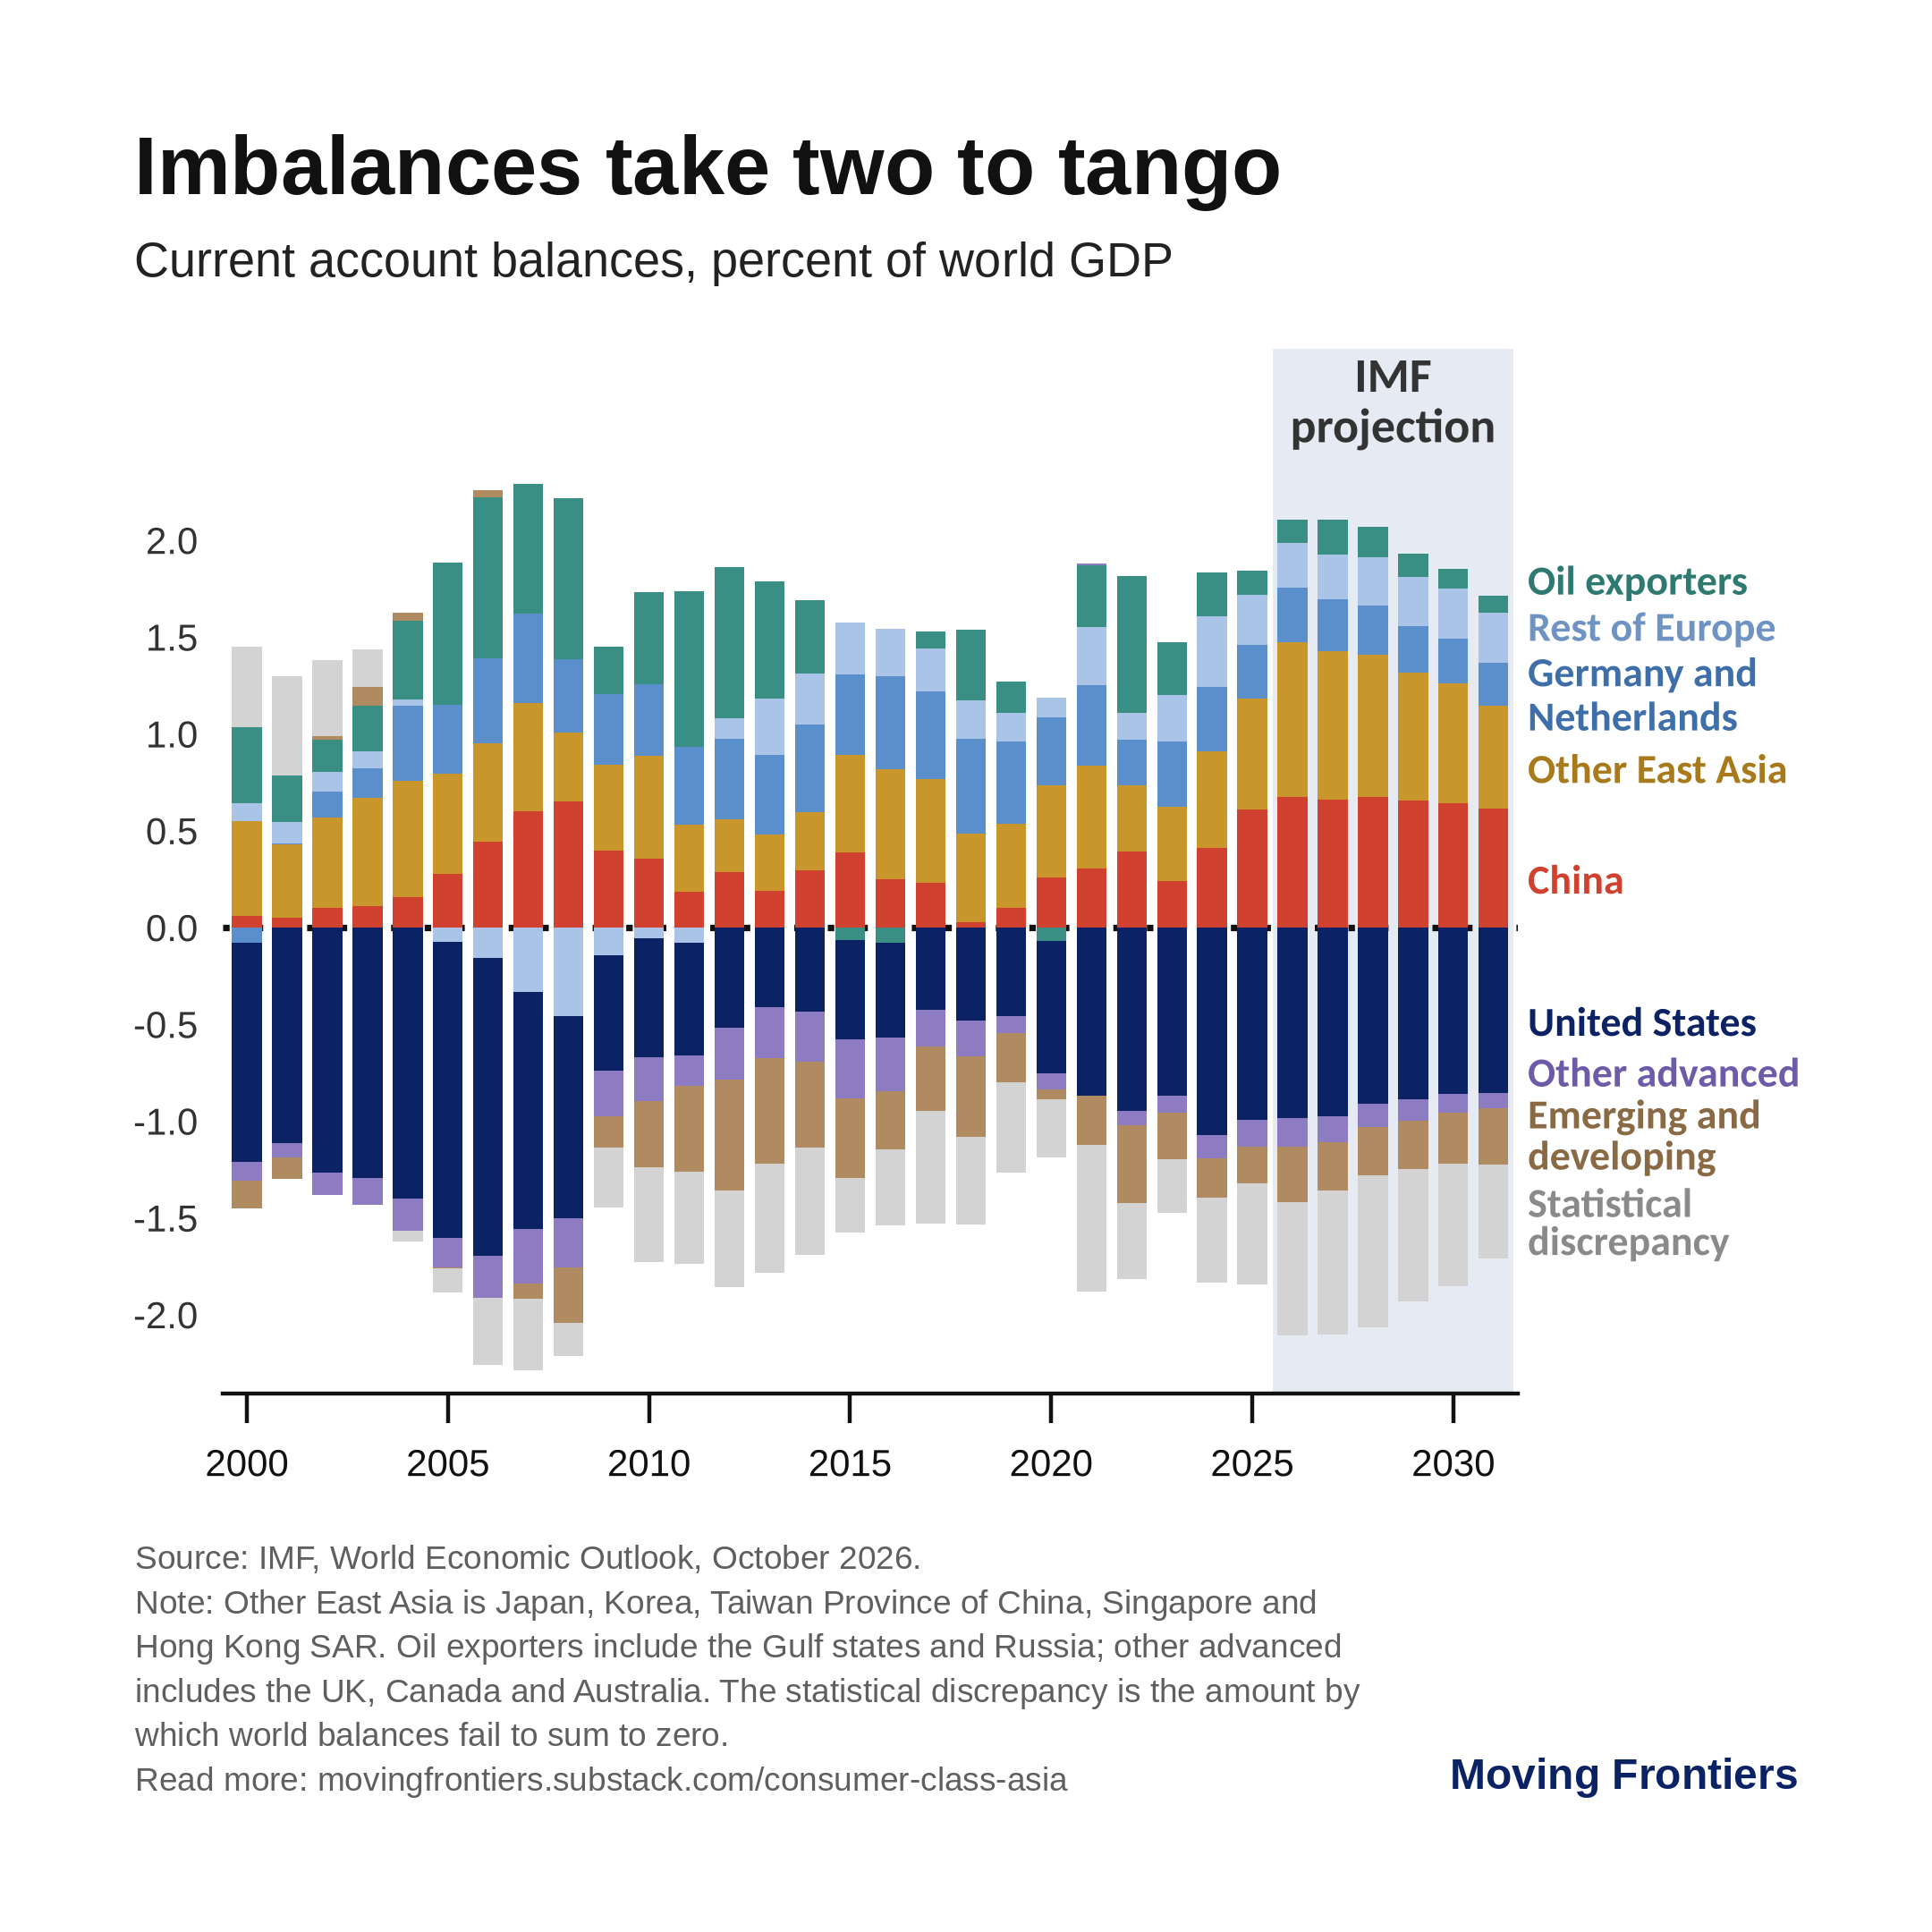 Imbalances take two to tango
Current account balances, percent of world GDP
IMF
projection
2.0
1.5
1.0
0.5
0.0
-0.5
-1.0
-1.5
-2.0
Oil exporters
Rest of Europe
Germany and
Netherlands
Other East Asia
China
United States
Other advanced
Emerging and
developing
Statistical
discrepancy
2000 2005 2010 2015 2020 2025 2030
Source: IMF, World Economic Outlook, October 2026.
Note: Other East Asia is Japan, Korea, Taiwan Province of China, Singapore and
Hong Kong SAR. Oil exporters include the Gulf states and Russia; other advanced
includes the UK, Canada and Australia. The statistical discrepancy is the amount by
which world balances fail to sum to zero.
Read more: movingfrontiers.substack.com/consumer-class-asia
Moving Frontiers